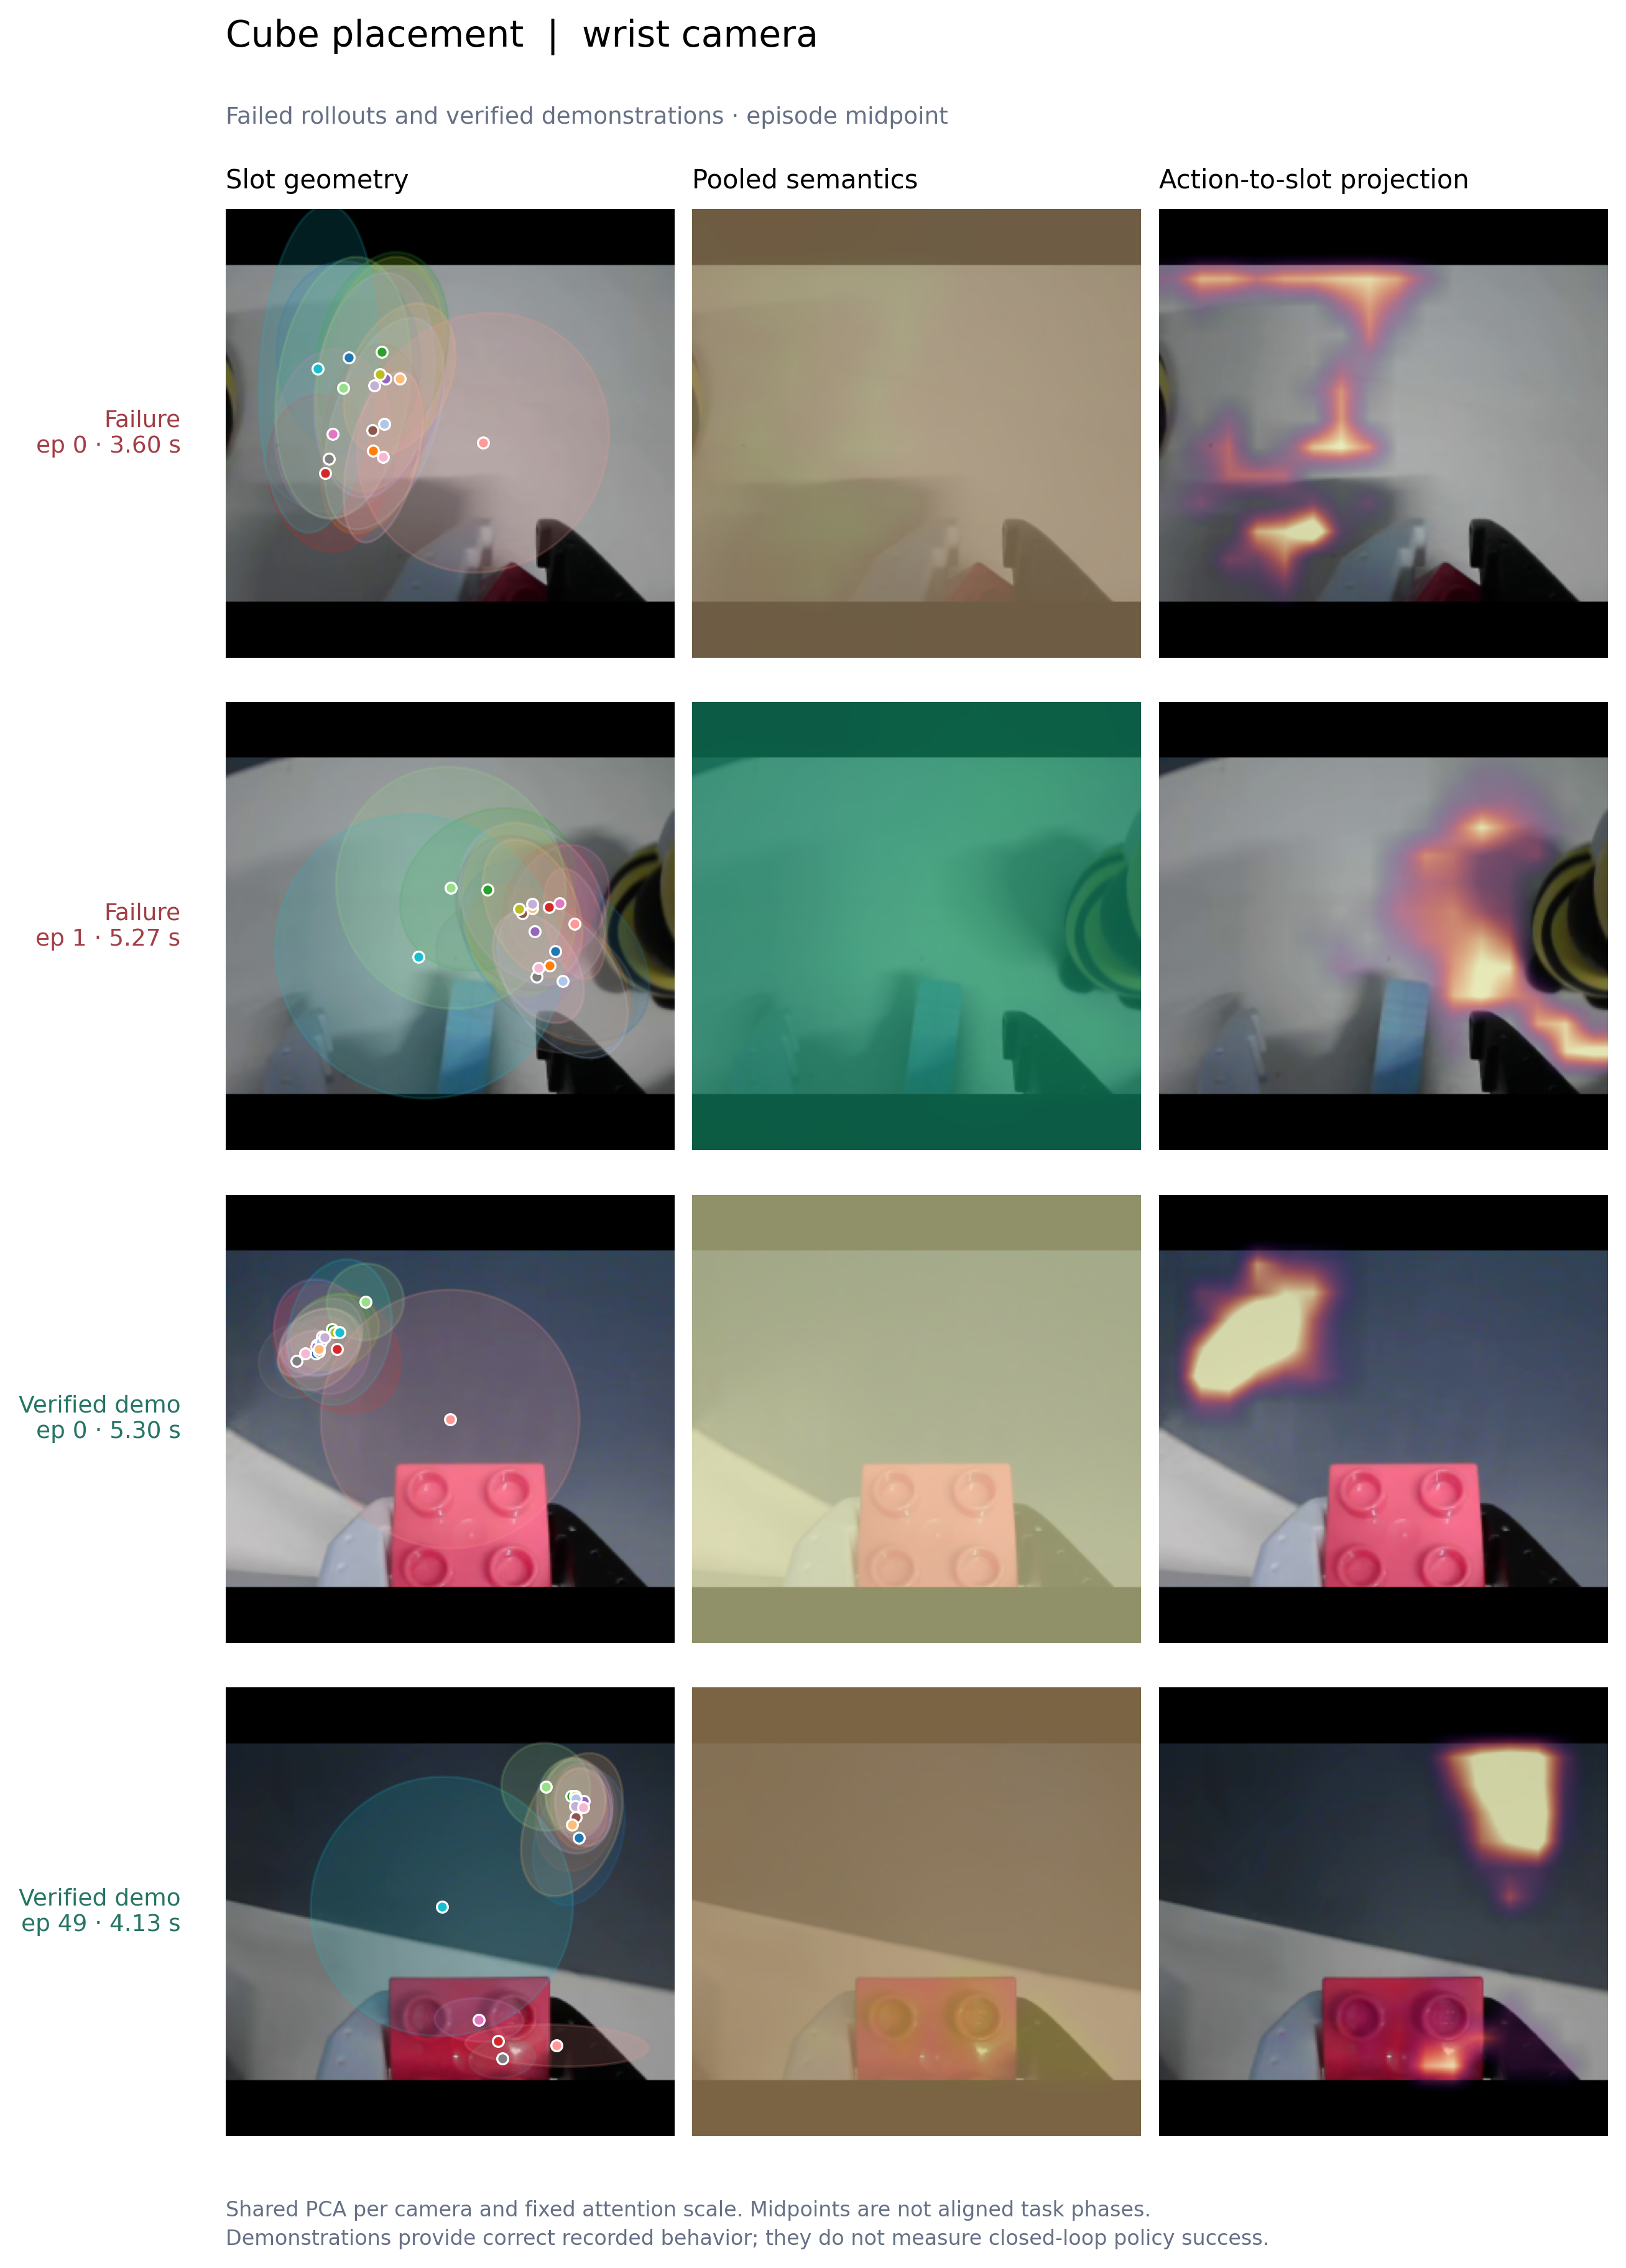 Cube placement | wrist camera
Failed rollouts and verified demonstrations · episode midpoint
Slot geometry
Pooled semantics
Action-to-slot projection
Failure
ep 0 · 3.60 s
Failure
ep 1 · 5.27 s
Verified demo
ep 0 · 5.30 s
Verified demo
ep 49 · 4.13 s
Shared PCA per camera and fixed attention scale. Midpoints are not aligned task phases.
Demonstrations provide correct recorded behavior; they do not measure closed-loop policy success.